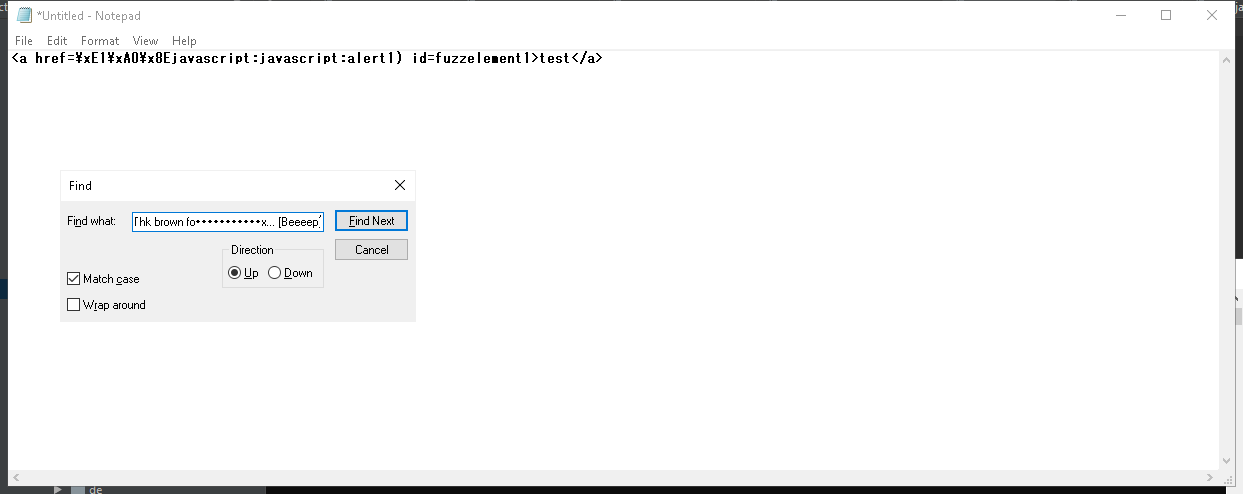 *Untitled - Notepad
File Edit Format View Help
<a href=¥xE1¥xA0¥x8Ejavascript:javascript:alert1) id=fuzzelement1>test</a>
Find
Find what: Thk brown fo•••••••••••x... [Beeeep]
Find Next
Direction
Cancel
Up Down
Match case
Wrap around
de